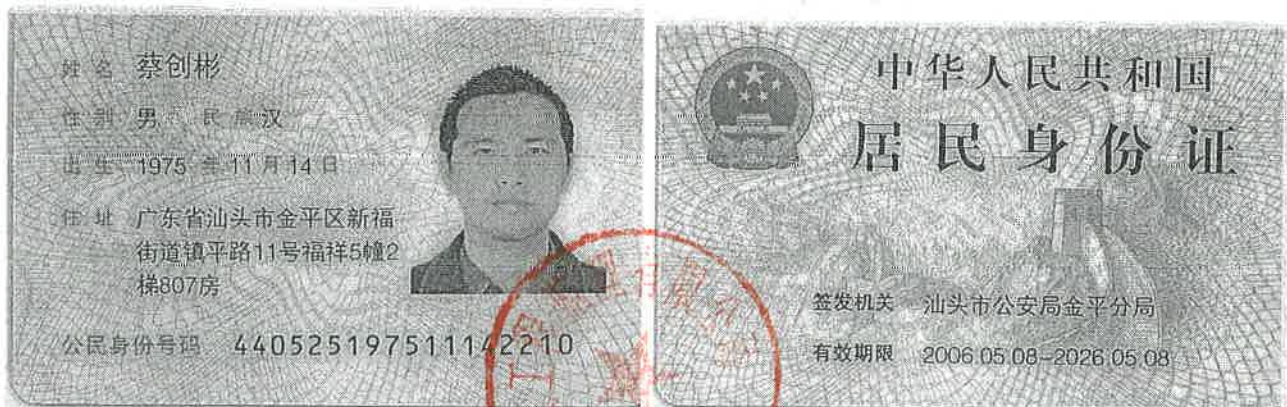 姓名 蔡创彬
性别 男 民族 汉
出生 1975 年 11 月 14 日
住址 广东省汕头市金平区新福
街道镇平路11号福祥5幢2
梯807房
公民身份号码 440525197511142210
中华人民共和国
居民身份证
签发机关 汕头市公安局金平分局
有效期限 2006.05.08-2026.05.08